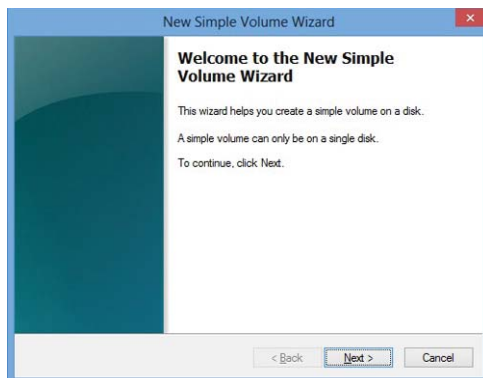 New Simple Volume Wizard
Welcome to the New Simple
Volume Wizard
This wizard helps you create a simple volume on a disk.
A simple volume can only be on a single disk.
To continue, click Next.
< Back
Next >
Cancel